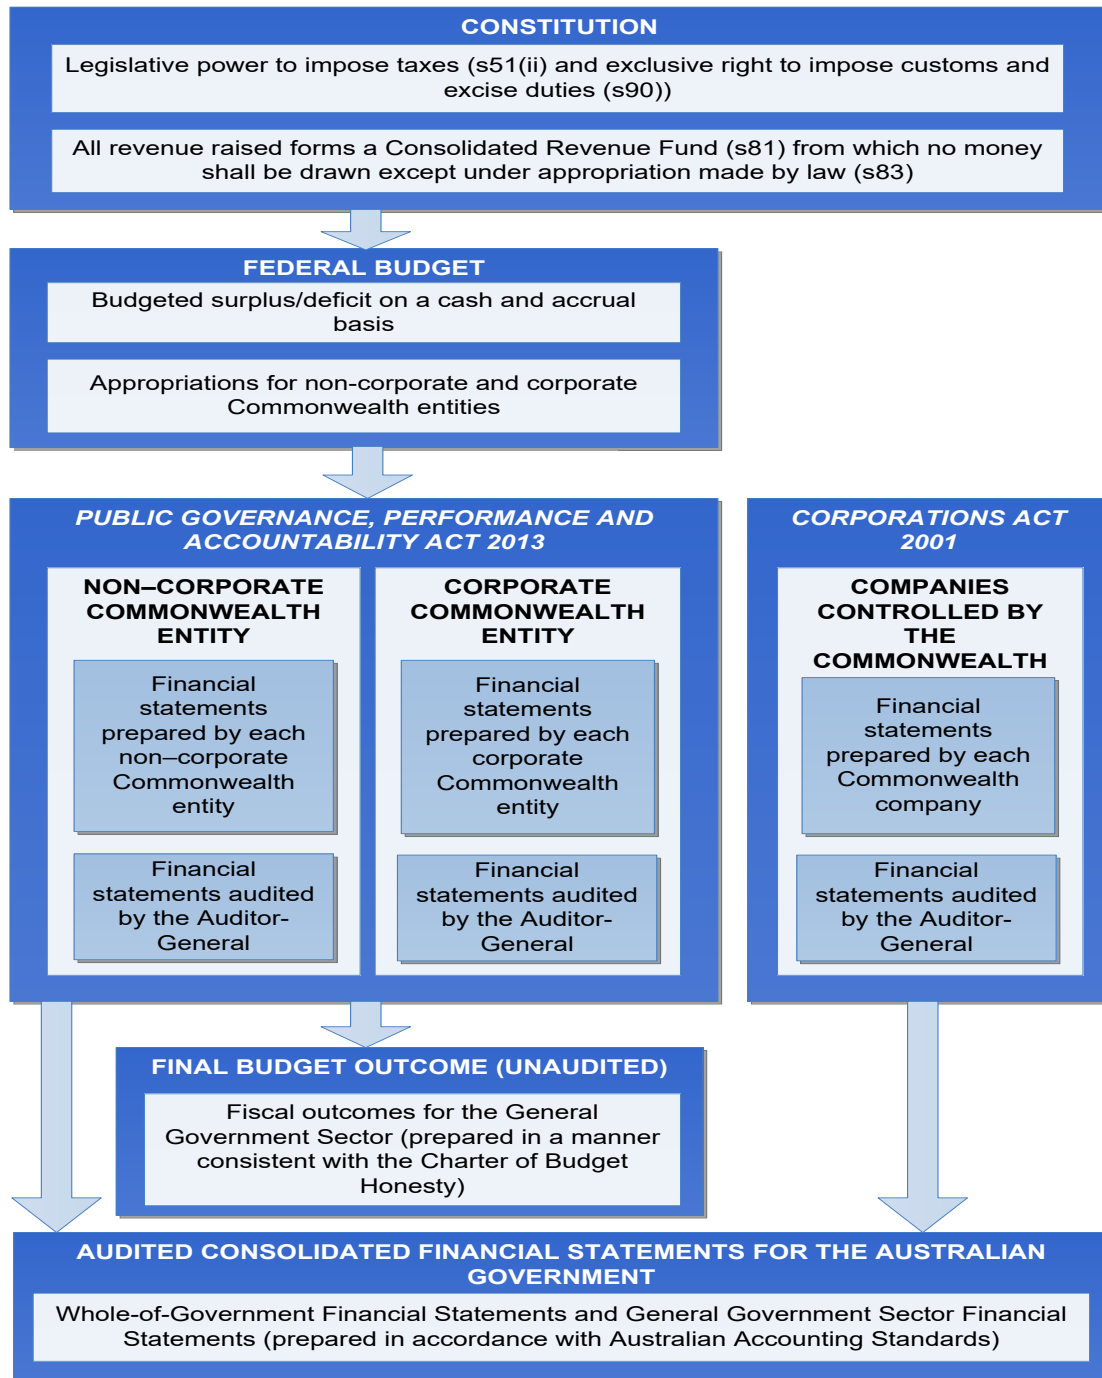 CONSTITUTION
Legislative power to impose taxes (s51(ii) and exclusive right to impose customs and
excise duties (s90))
All revenue raised forms a Consolidated Revenue Fund (s81) from which no money
shall be drawn except under appropriation made by law (s83)
FEDERAL BUDGET
Budgeted surplus/deficit on a cash and accrual
basis
Appropriations for non-corporate and corporate
Commonwealth entities
PUBLIC GOVERNANCE, PERFORMANCE AND
ACCOUNTABILITY ACT 2013
NON–CORPORATE
COMMONWEALTH
ENTITY
Financial
statements
prepared by each
non–corporate
Commonwealth
entity
Financial
statements audited
by the Auditor-
General
CORPORATE
COMMONWEALTH
ENTITY
Financial
statements
prepared by each
corporate
Commonwealth
entity
Financial
statements audited
by the Auditor-
General
CORPORATIONS ACT
2001
COMPANIES
CONTROLLED BY
THE
COMMONWEALTH
Financial
statements
prepared by each
Commonwealth
company
Financial
statements audited
by the Auditor-
General
FINAL BUDGET OUTCOME (UNAUDITED)
Fiscal outcomes for the General
Government Sector (prepared in a manner
consistent with the Charter of Budget
Honesty)
AUDITED CONSOLIDATED FINANCIAL STATEMENTS FOR THE AUSTRALIAN
GOVERNMENT
Whole-of-Government Financial Statements and General Government Sector Financial
Statements (prepared in accordance with Australian Accounting Standards)